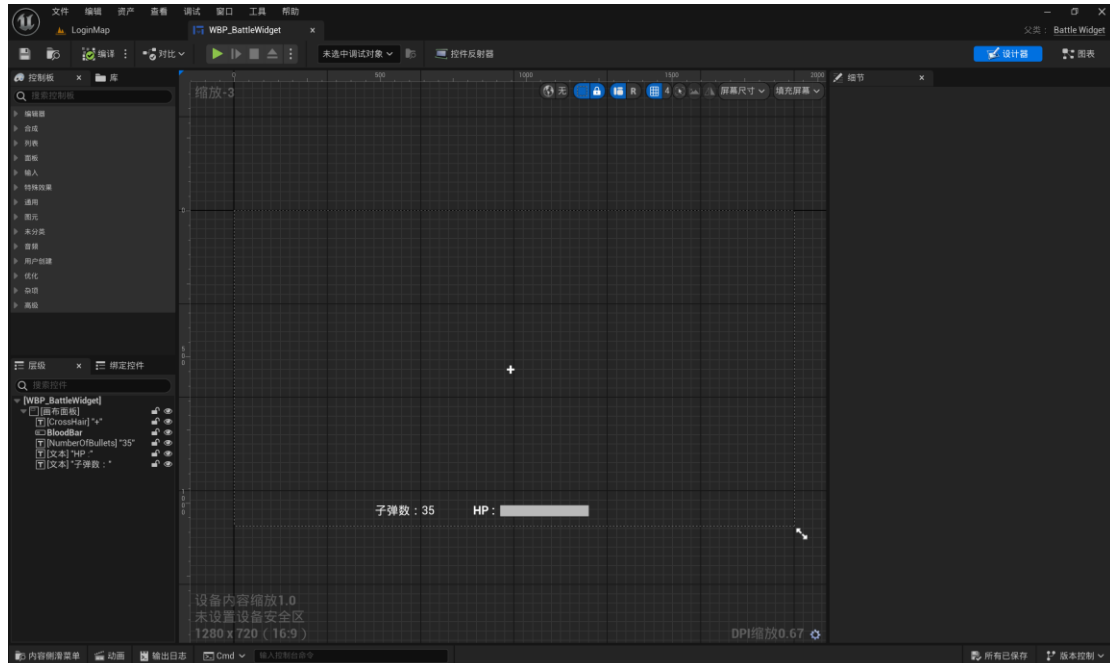 文件 编辑 资产 查看 调试 窗口 工具 帮助
LoginMap WBP_BattleWidget 父类： Battle Widget
编译 对比 未选中调试对象 控件反射器 设计器 图表
控制板 库 细节
搜索控制板
编辑器
合成
列表
面板
输入
特殊效果
通用
图元
未分类
音频
用户创建
优化
杂项
高级
0 500 1000 1500 2000
缩放-3 无 R 4 屏幕尺寸 填充屏幕
0
500
1000
层级 绑定控件
搜索控件
[WBP_BattleWidget]
[画布面板]
[CrossHair] "+"
BloodBar
[NumberOfBullets] "35"
[文本] "HP :"
[文本] "子弹数："
+
子弹数：35 HP :
设备内容缩放1.0
未设置设备安全区
1280 x 720（16:9）
DPI缩放0.67
内容侧滑菜单 动画 输出日志 Cmd 输入控制台命令 所有已保存 版本控制